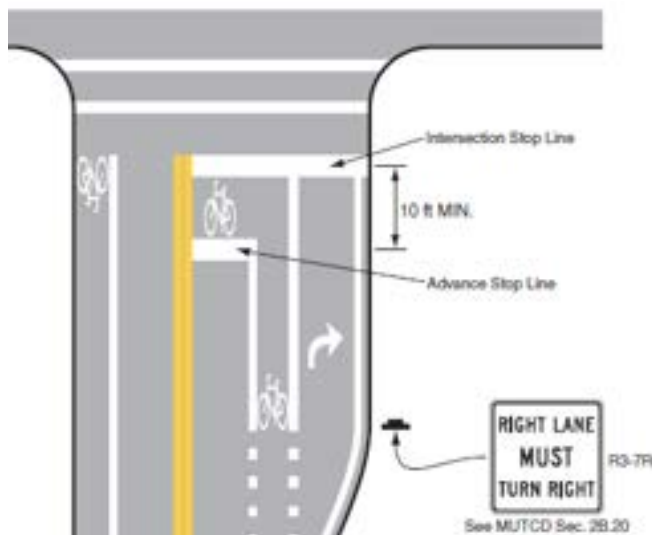 Intersection Stop Line
10 ft MIN.
Advance Stop Line
RIGHT LANE
MUST
TURN RIGHT
R3-7R
See MUTCD Sec. 2B.20